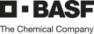 BASF
The Chemical Company